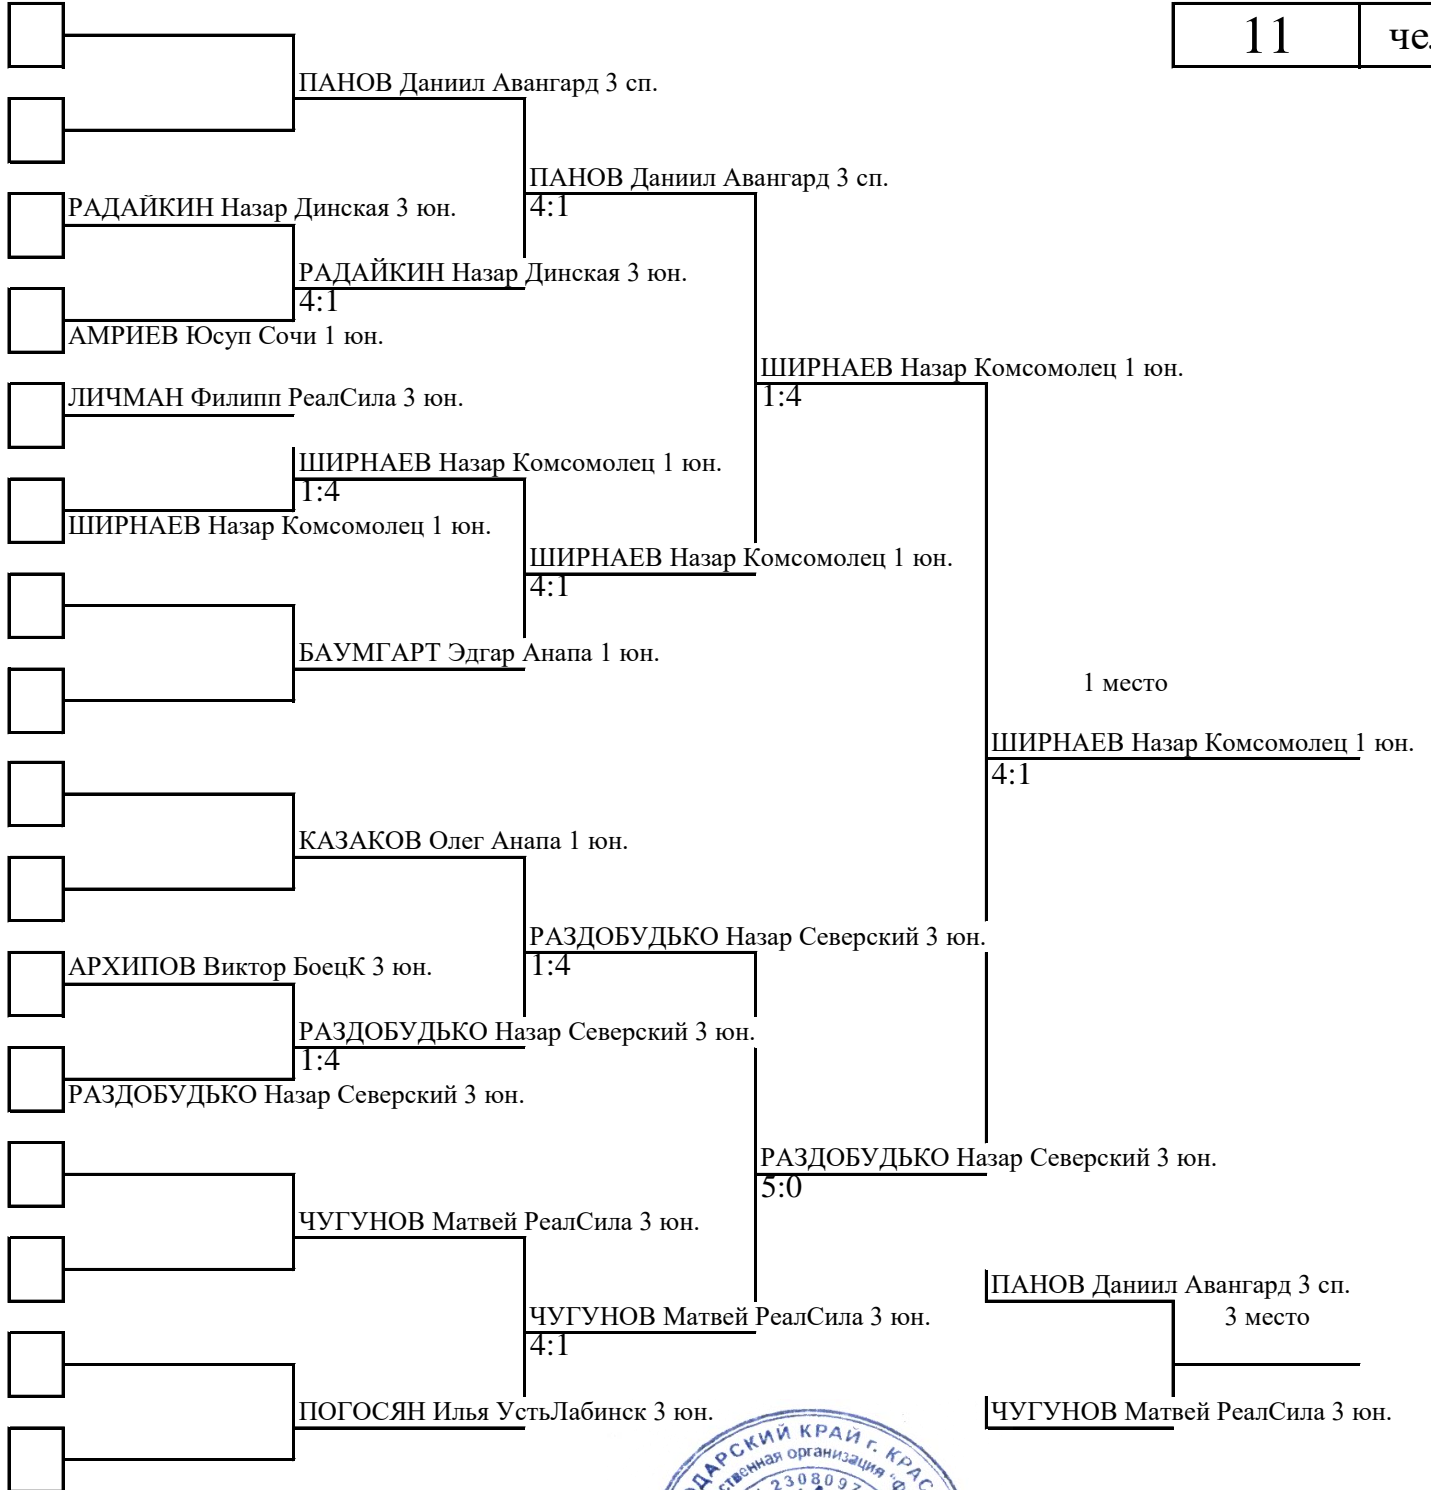 11 чел
ПАНОВ Даниил Авангард 3 сп.
ПАНОВ Даниил Авангард 3 сп.
4:1
РАДАЙКИН Назар Динская 3 юн.
РАДАЙКИН Назар Динская 3 юн.
4:1
АМРИЕВ Юсуп Сочи 1 юн.
ШИРНАЕВ Назар Комсомолец 1 юн.
1:4
ЛИЧМАН Филипп РеалСила 3 юн.
ШИРНАЕВ Назар Комсомолец 1 юн.
1:4
ШИРНАЕВ Назар Комсомолец 1 юн.
ШИРНАЕВ Назар Комсомолец 1 юн.
4:1
БАУМГАРТ Эдгар Анапа 1 юн.
1 место
ШИРНАЕВ Назар Комсомолец 1 юн.
4:1
КАЗАКОВ Олег Анапа 1 юн.
РАЗДОБУДЬКО Назар Северский 3 юн.
1:4
АРХИПОВ Виктор БоецК 3 юн.
РАЗДОБУДЬКО Назар Северский 3 юн.
1:4
РАЗДОБУДЬКО Назар Северский 3 юн.
РАЗДОБУДЬКО Назар Северский 3 юн.
5:0
ЧУГУНОВ Матвей РеалСила 3 юн.
ПАНОВ Даниил Авангард 3 сп.
3 место
ЧУГУНОВ Матвей РеалСила 3 юн.
4:1
ПОГОСЯН Илья УстьЛабинск 3 юн.
ЧУГУНОВ Матвей РеалСила 3 юн.
КРАЙ г.
организация